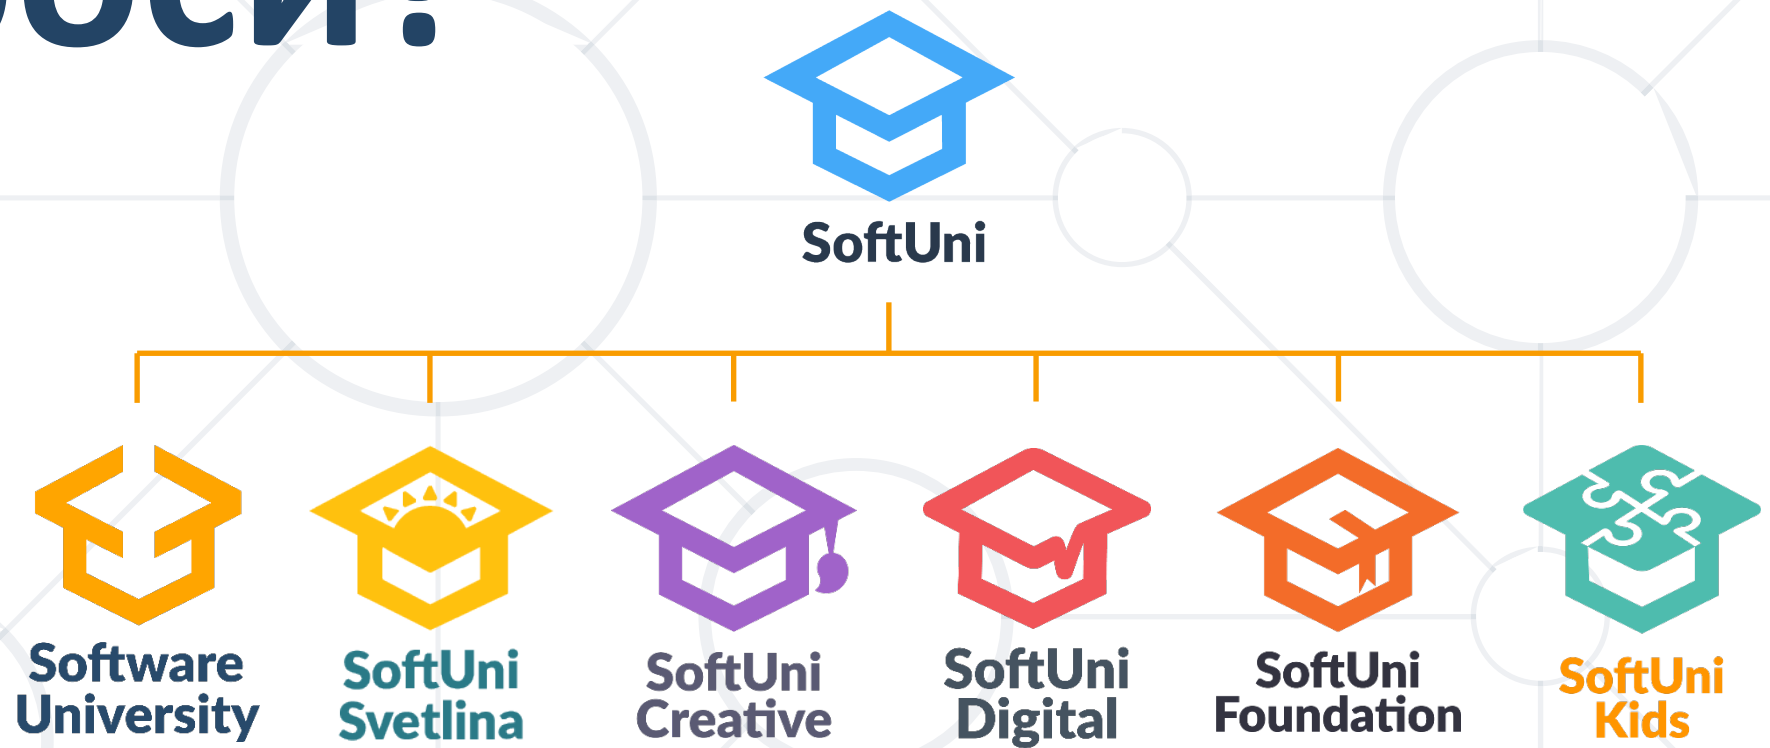 SoftUni
Software
University
SoftUni
Svetlina
SoftUni
Creative
SoftUni
Digital
SoftUni
Foundation
SoftUni
Kids